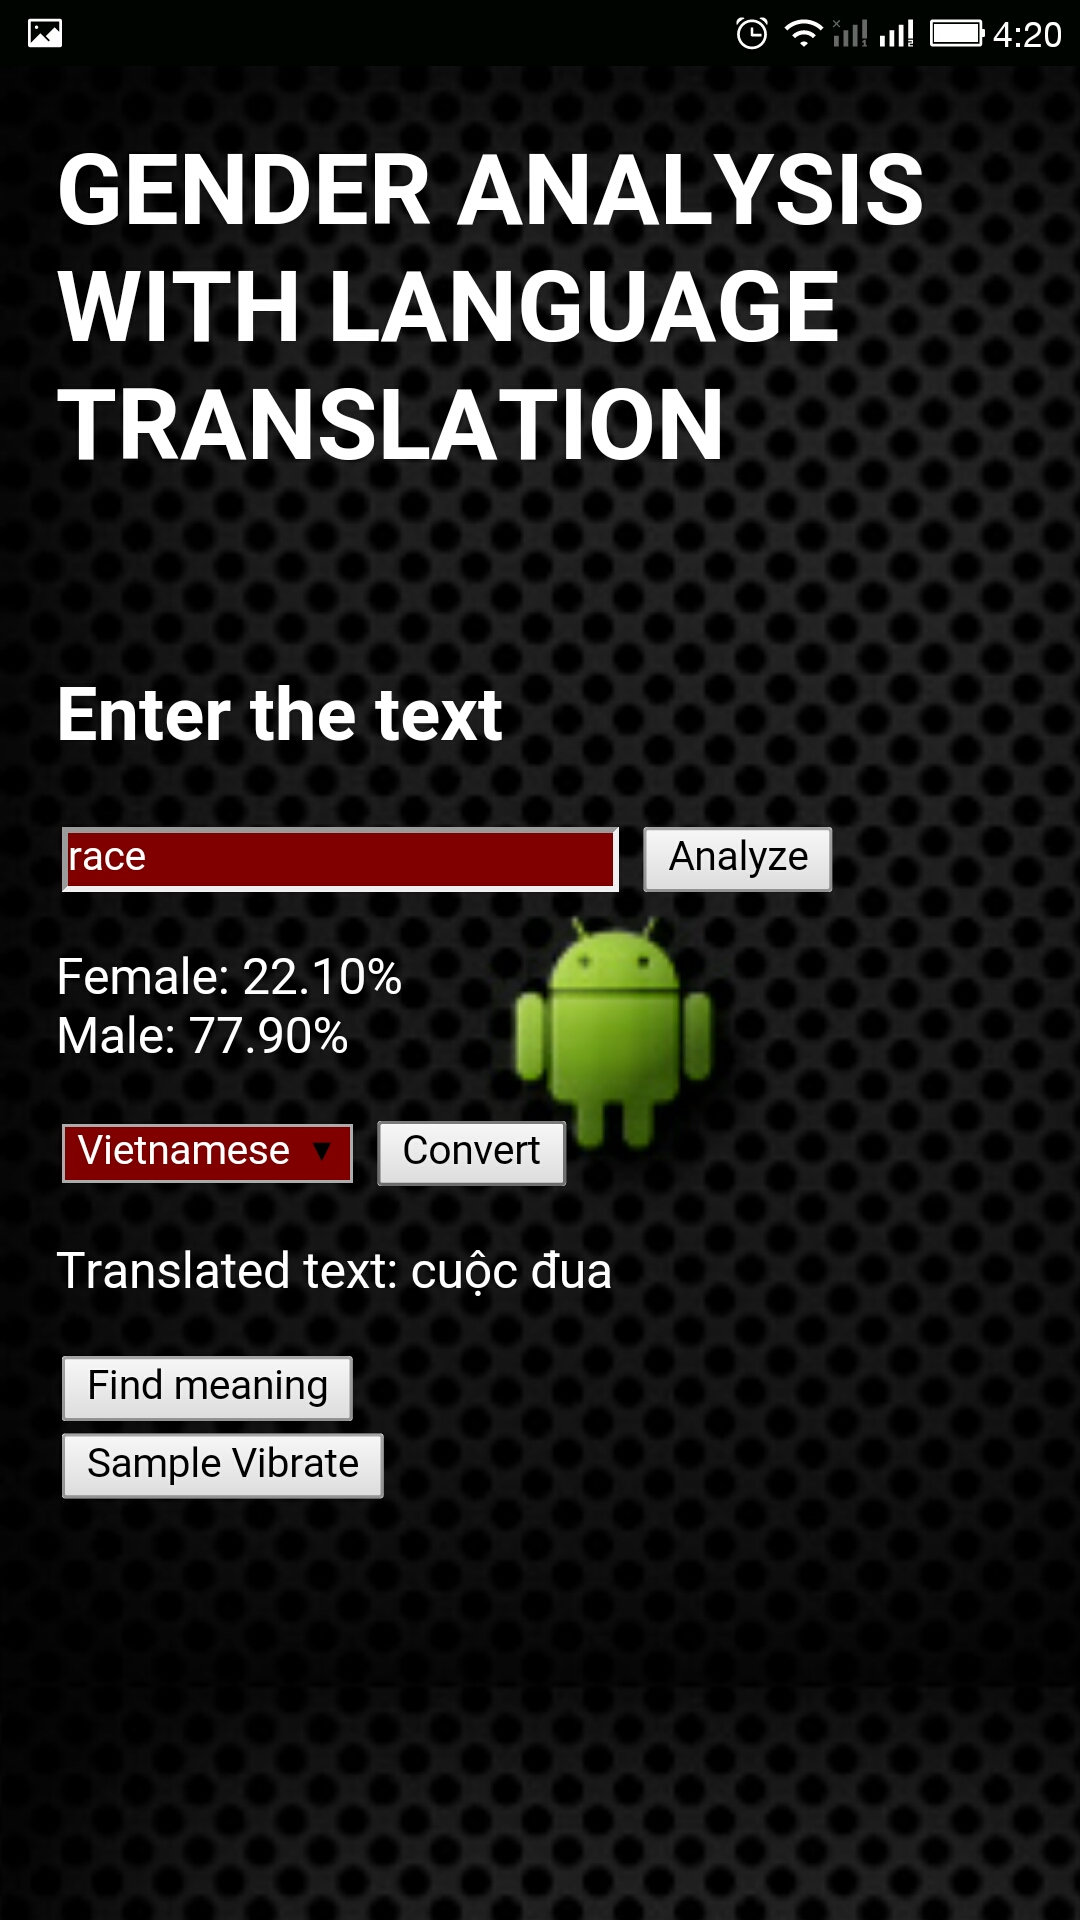 4:20
GENDER ANALYSIS
WITH LANGUAGE
TRANSLATION
Enter the text
race Analyze
Female: 22.10%
Male: 77.90%
Vietnamese ▼ Convert
Translated text: cuộc đua
Find meaning
Sample Vibrate